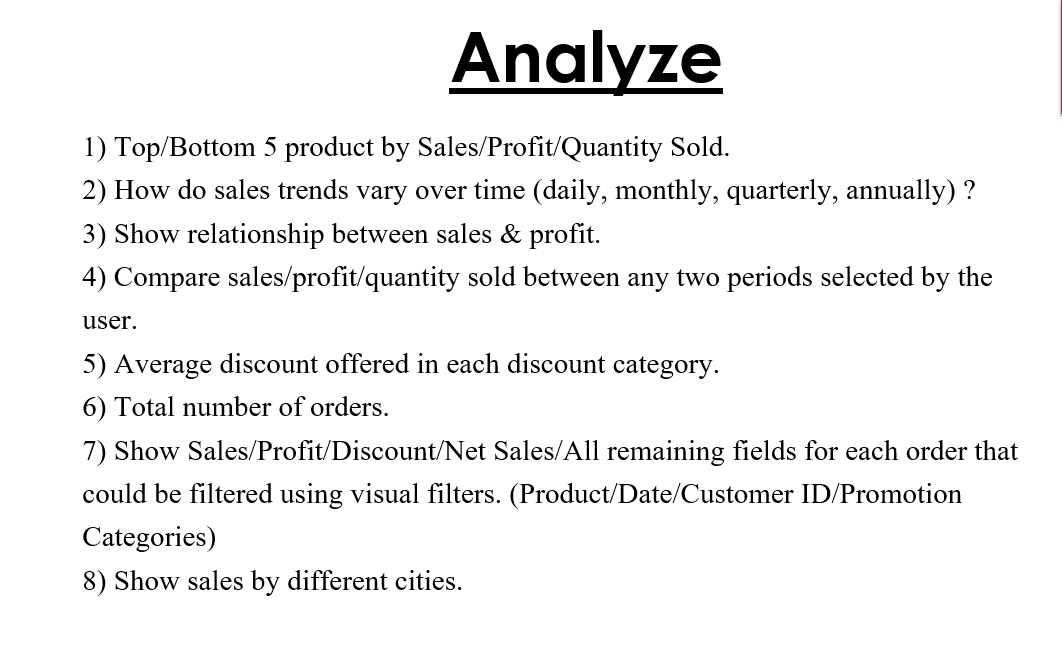 Analyze
1) Top/Bottom 5 product by Sales/Profit/Quantity Sold.
2) How do sales trends vary over time (daily, monthly, quarterly, annually) ?
3) Show relationship between sales & profit.
4) Compare sales/profit/quantity sold between any two periods selected by the
user.
5) Average discount offered in each discount category.
6) Total number of orders.
7) Show Sales/Profit/Discount/Net Sales/All remaining fields for each order that
could be filtered using visual filters. (Product/Date/Customer ID/Promotion
Categories)
8) Show sales by different cities.